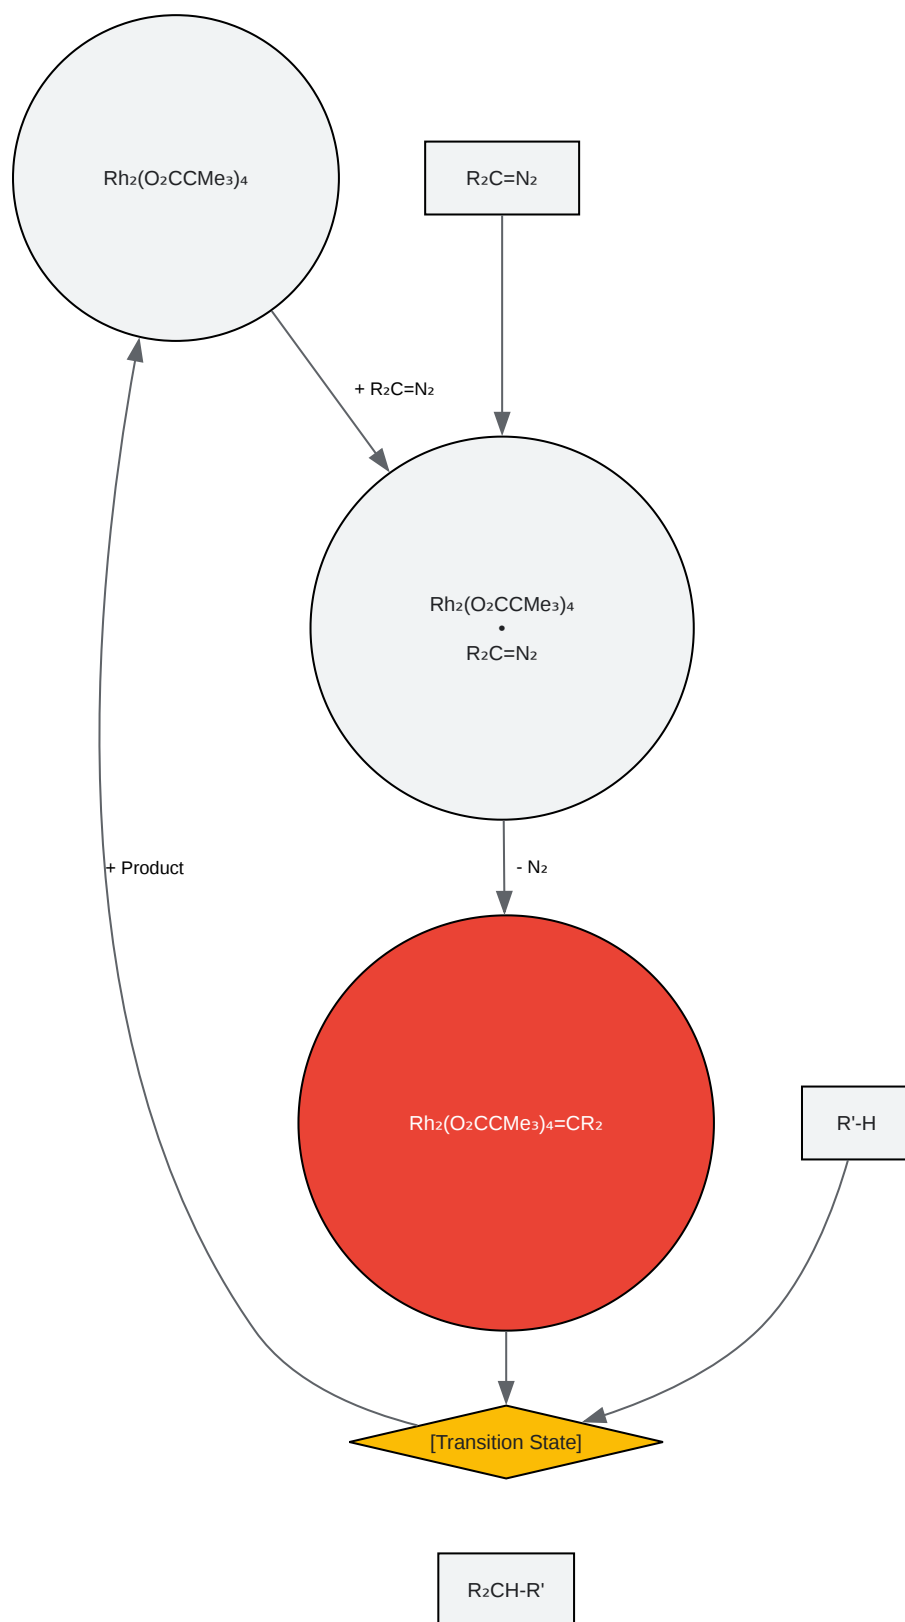 Rh₂(O₂CCMe₃)₄
R₂C=N₂
+ R₂C=N₂
Rh₂(O₂CCMe₃)₄
•
R₂C=N₂
+ Product
- N₂
Rh₂(O₂CCMe₃)₄=CR₂
R'-H
[Transition State]
R₂CH-R'